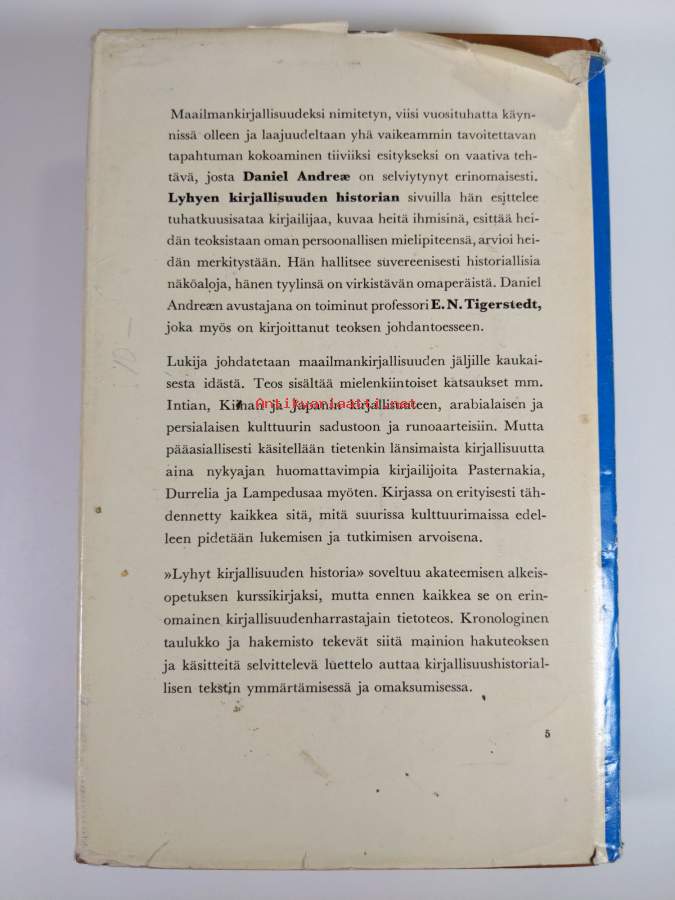 Maailmankirjallisuudeksi nimitetyn, viisi vuosituhatta käyn-
nissä olleen ja laajuudeltaan yhä vaikeammin tavoitettavan
tapahtuman kokoaminen tiiviiksi esitykseksi on vaativa teh-
tävä, josta Daniel Andreæ on selviytynyt erinomaisesti.
Lyhyen kirjallisuuden historian sivuilla hän esittelee
tuhatkuusisataa kirjailijaa, kuvaa heitä ihmisinä, esittää hei-
dän teoksistaan oman persoonallisen mielipiteensä, arvioi hei-
dän merkitystään. Hän hallitsee suvereenisesti historiallisia
näköaloja, hänen tyylinsä on virkistävän omaperäistä. Daniel
Andreæn avustajana on toiminut professori E. N. Tigerstedt,
joka myös on kirjoittanut teoksen johdantoesseen.
Lukija johdatetaan maailmankirjallisuuden jäljille kaukai-
sesta idästä. Teos sisältää mielenkiintoiset katsaukset mm.
Intian, Kiinan ja Japanin kirjallisuuteen, arabialaisen ja
Antikvariaatti.net
persialaisen kulttuurin sadustoon ja runoaarteisiin. Mutta
pääasiallisesti käsitellään tietenkin länsimaista kirjallisuutta
aina nykyajan huomattavimpia kirjailijoita Pasternakia,
Durrelia ja Lampedusaa myöten. Kirjassa on erityisesti täh-
dennetty kaikkea sitä, mitä suurissa kulttuurimaissa edel-
leen pidetään lukemisen ja tutkimisen arvoisena.
»Lyhyt kirjallisuuden historia» soveltuu akateemisen alkeis-
opetuksen kurssikirjaksi, mutta ennen kaikkea se on erin-
omainen kirjallisuudenharrastajain tietoteos. Kronologinen
taulukko ja hakemisto tekevät siitä mainion hakuteoksen
ja käsitteitä selvittelevä luettelo auttaa kirjallisuushistorial-
lisen tekstin ymmärtämisessä ja omaksumisessa.
5